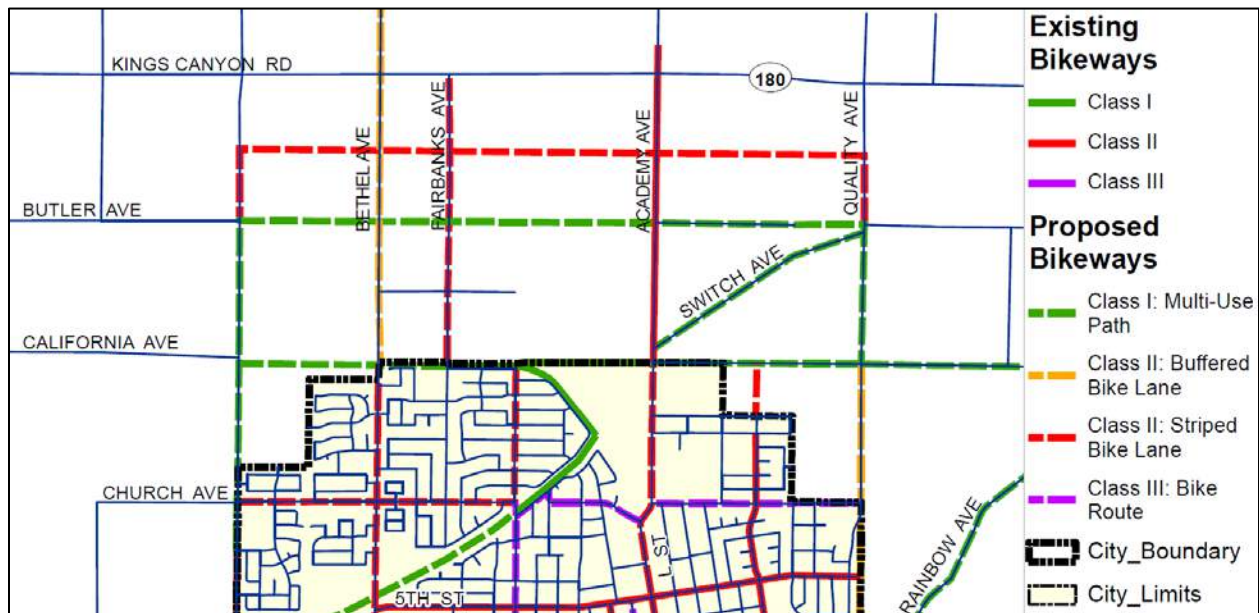 KINGS CANYON RD
180
BETHEL AVE
FAIRBANKS AVE
ACADEMY AVE
QUALITY AVE
BUTLER AVE
SWITCH AVE
CALIFORNIA AVE
CHURCH AVE
L ST
5TH ST
RAINBOW AVE
Existing
Bikeways
Class I
Class II
Class III
Proposed
Bikeways
Class I: Multi-Use
Path
Class II: Buffered
Bike Lane
Class II: Striped
Bike Lane
Class III: Bike
Route
City_Boundary
City_Limits